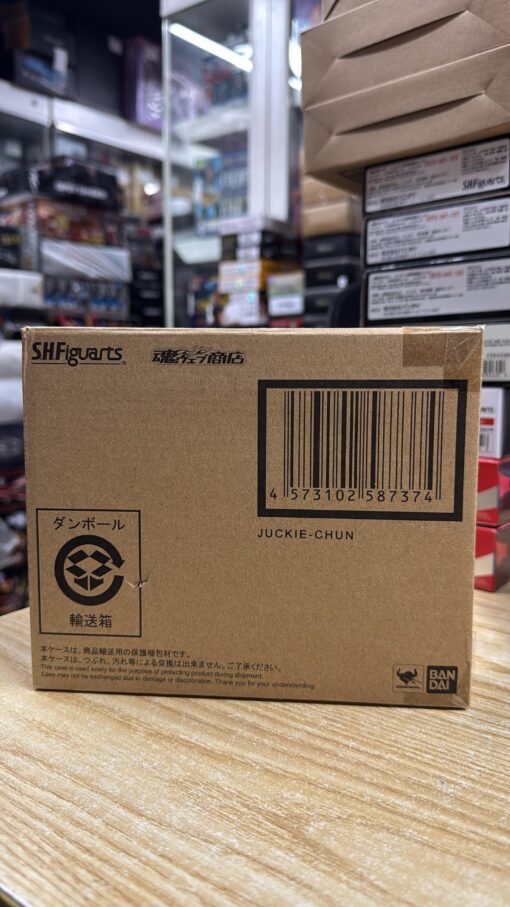 S.H.Figuarts
魂ウェブ商店
4 573102 587374
JUCKIE-CHUN
ダンボール
輸送箱
本ケースは、商品輸送用の保護梱包材です。
本ケースは、つぶれ、汚れ等による交換は出来ません。ご了承ください。
This case is used solely for the purpose of protecting product during shipment.
Case may not be exchanged due to damage or discoloration. Thank you for your understanding.
BAN
DAI
SHFiguarts